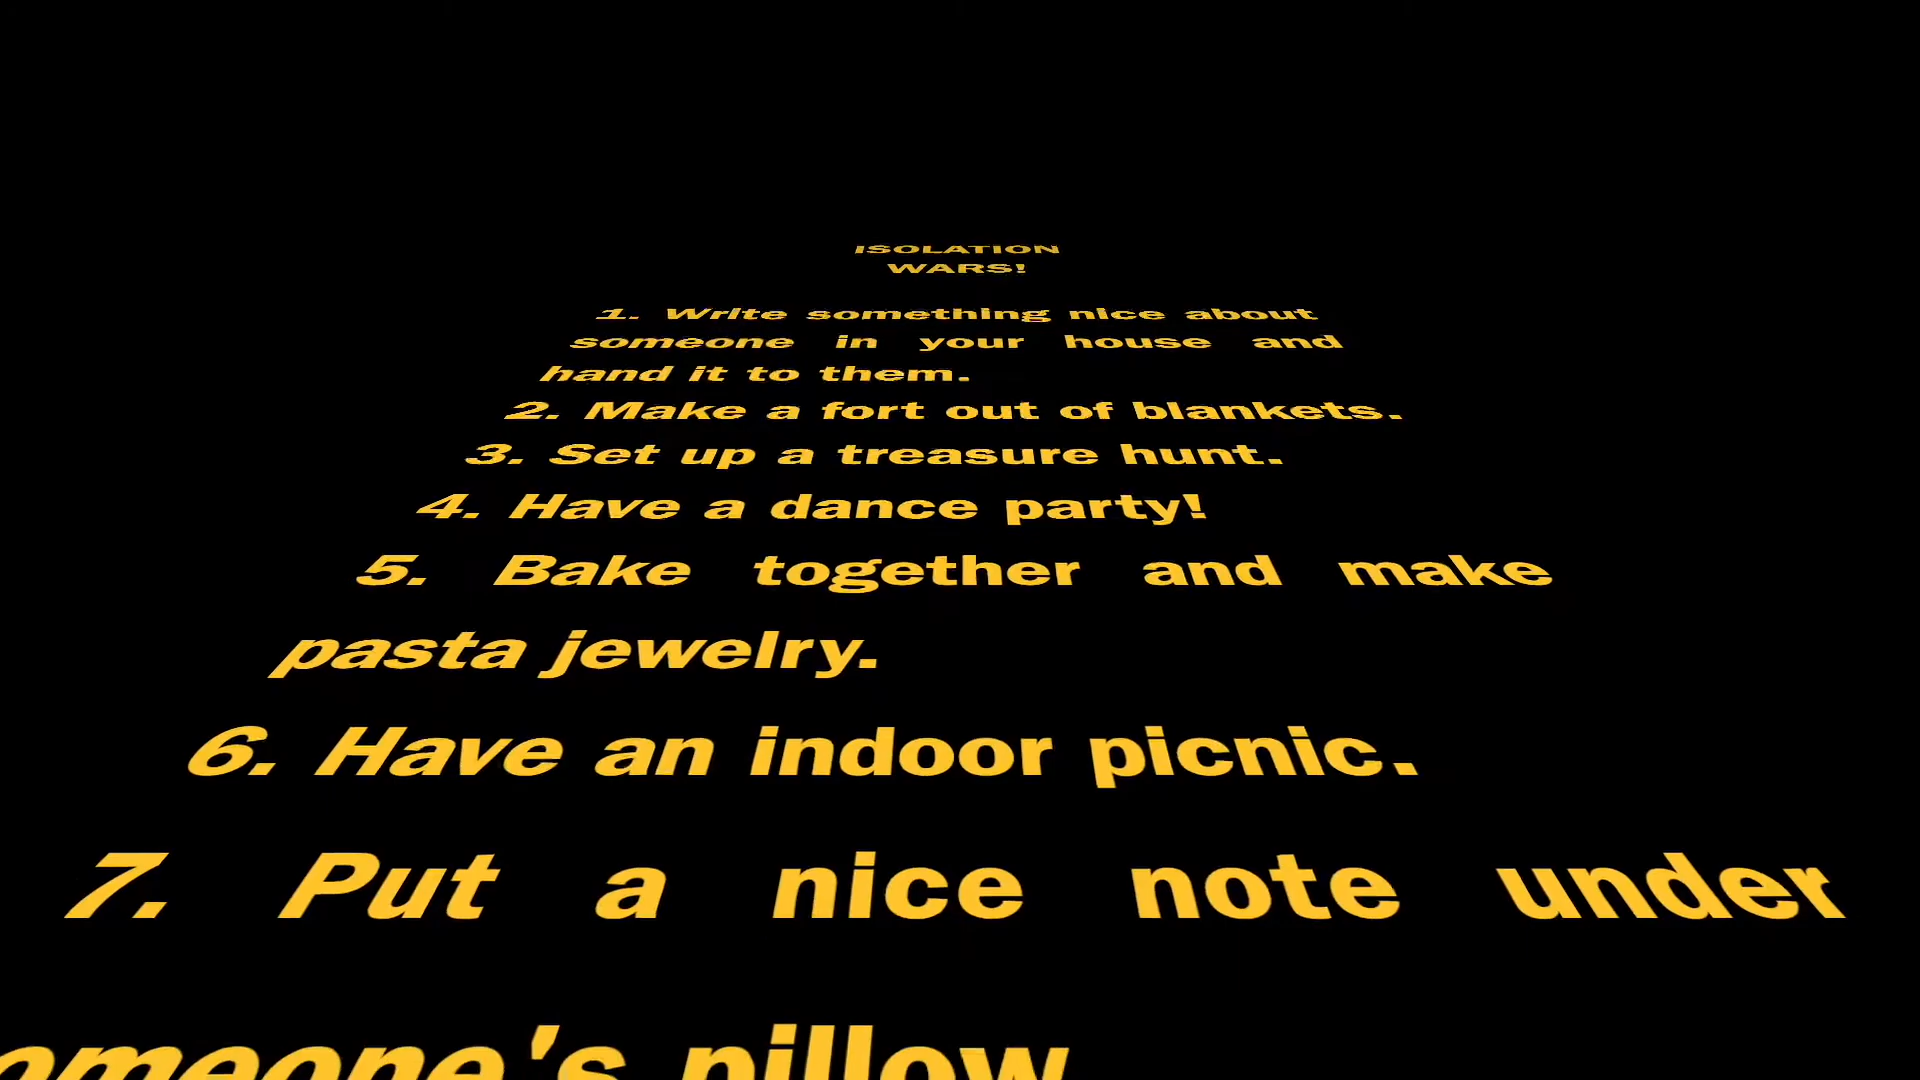 ISOLATION
WARS!
1. Write something nice about
someone in your house and
hand it to them.
2. Make a fort out of blankets.
3. Set up a treasure hunt.
4. Have a dance party!
5. Bake together and make
pasta jewelry.
6. Have an indoor picnic.
7. Put a nice note under
omeone's pillow